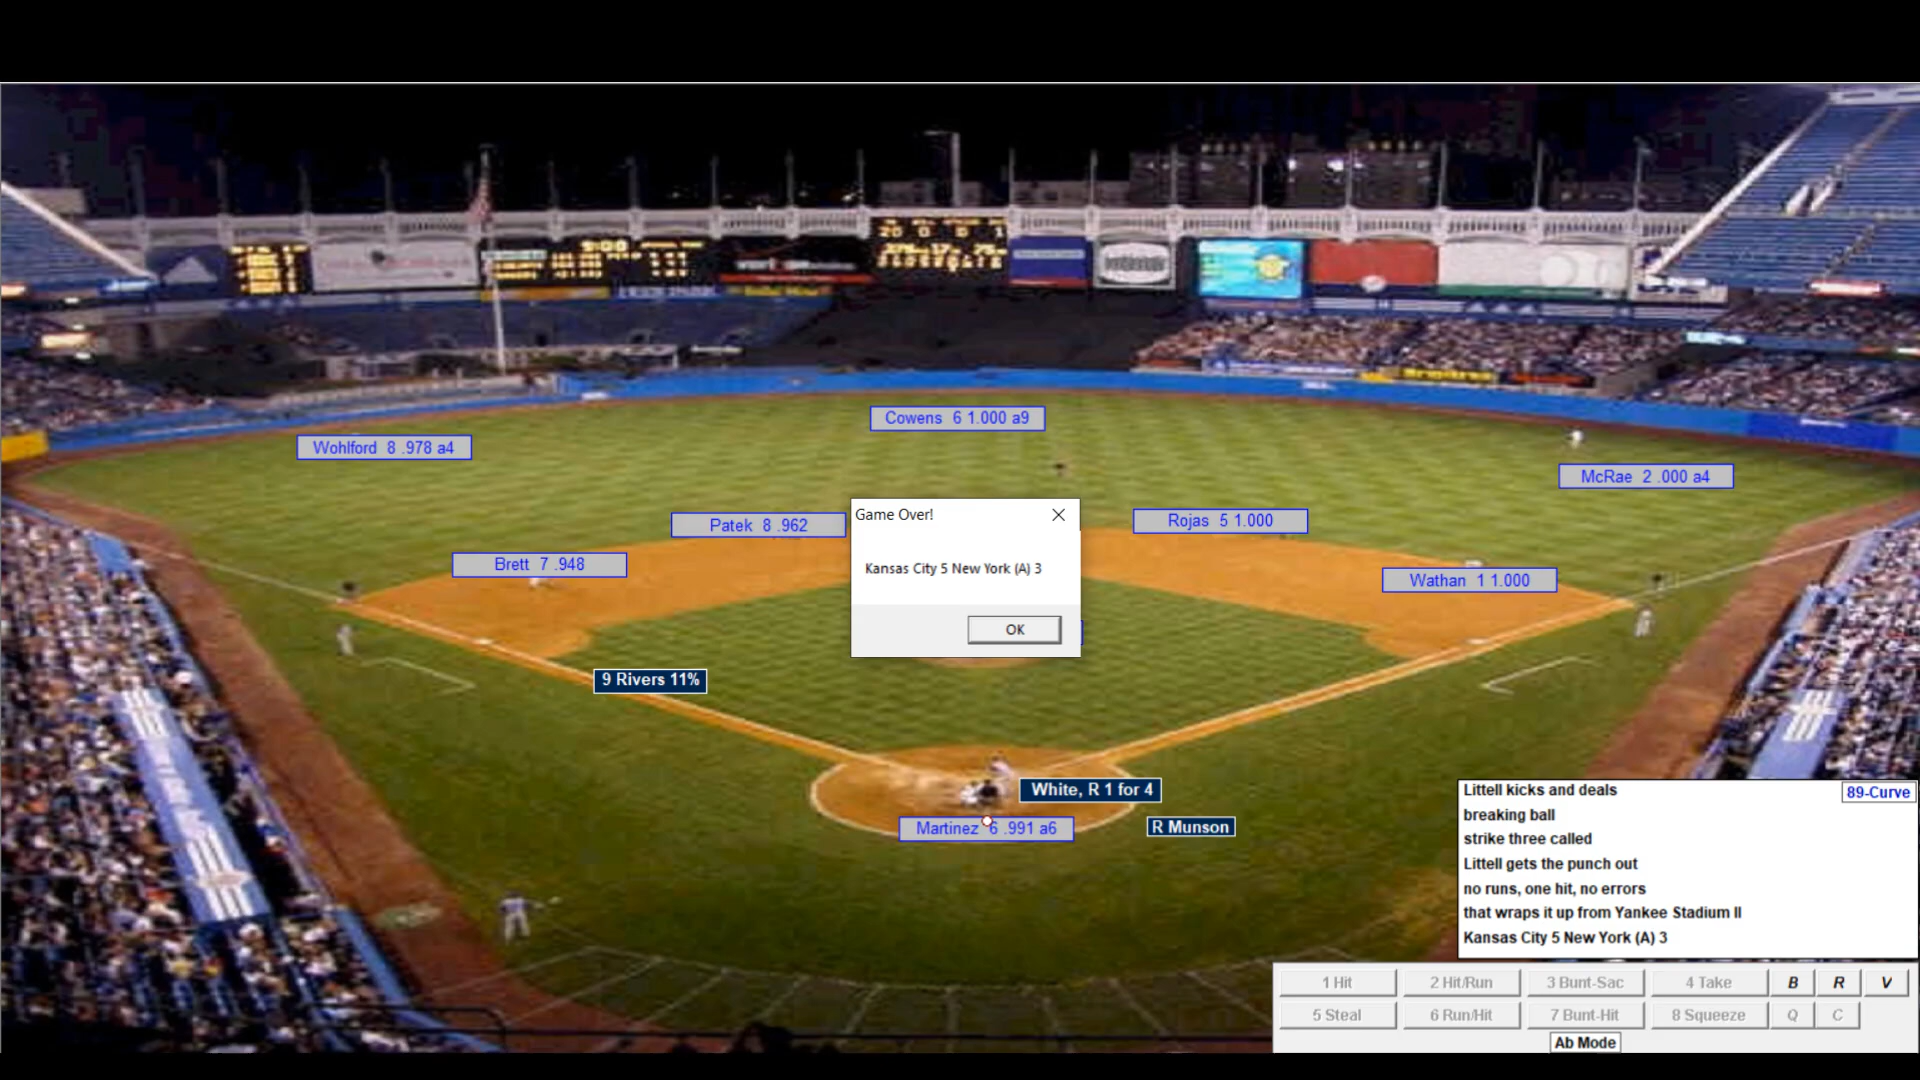 Cowens 6 1.000 a9
Wohlford 8 .978 a4
McRae 2 .000 a4
Game Over!
Patek 8 .962
Rojas 5 1.000
Brett 7 .948
Kansas City 5 New York (A) 3
Wathan 1 1.000
OK
9 Rivers 11%
White, R 1 for 4
R Munson
Martinez 6 .991 a6
Littell kicks and deals
89-Curve
breaking ball
strike three called
Littell gets the punch out
no runs, one hit, no errors
that wraps it up from Yankee Stadium II
Kansas City 5 New York (A) 3
1 Hit 2 Hit/Run 3 Bunt-Sac 4 Take B R V
5 Steal 6 Run/Hit 7 Bunt-Hit 8 Squeeze Q C
Ab Mode